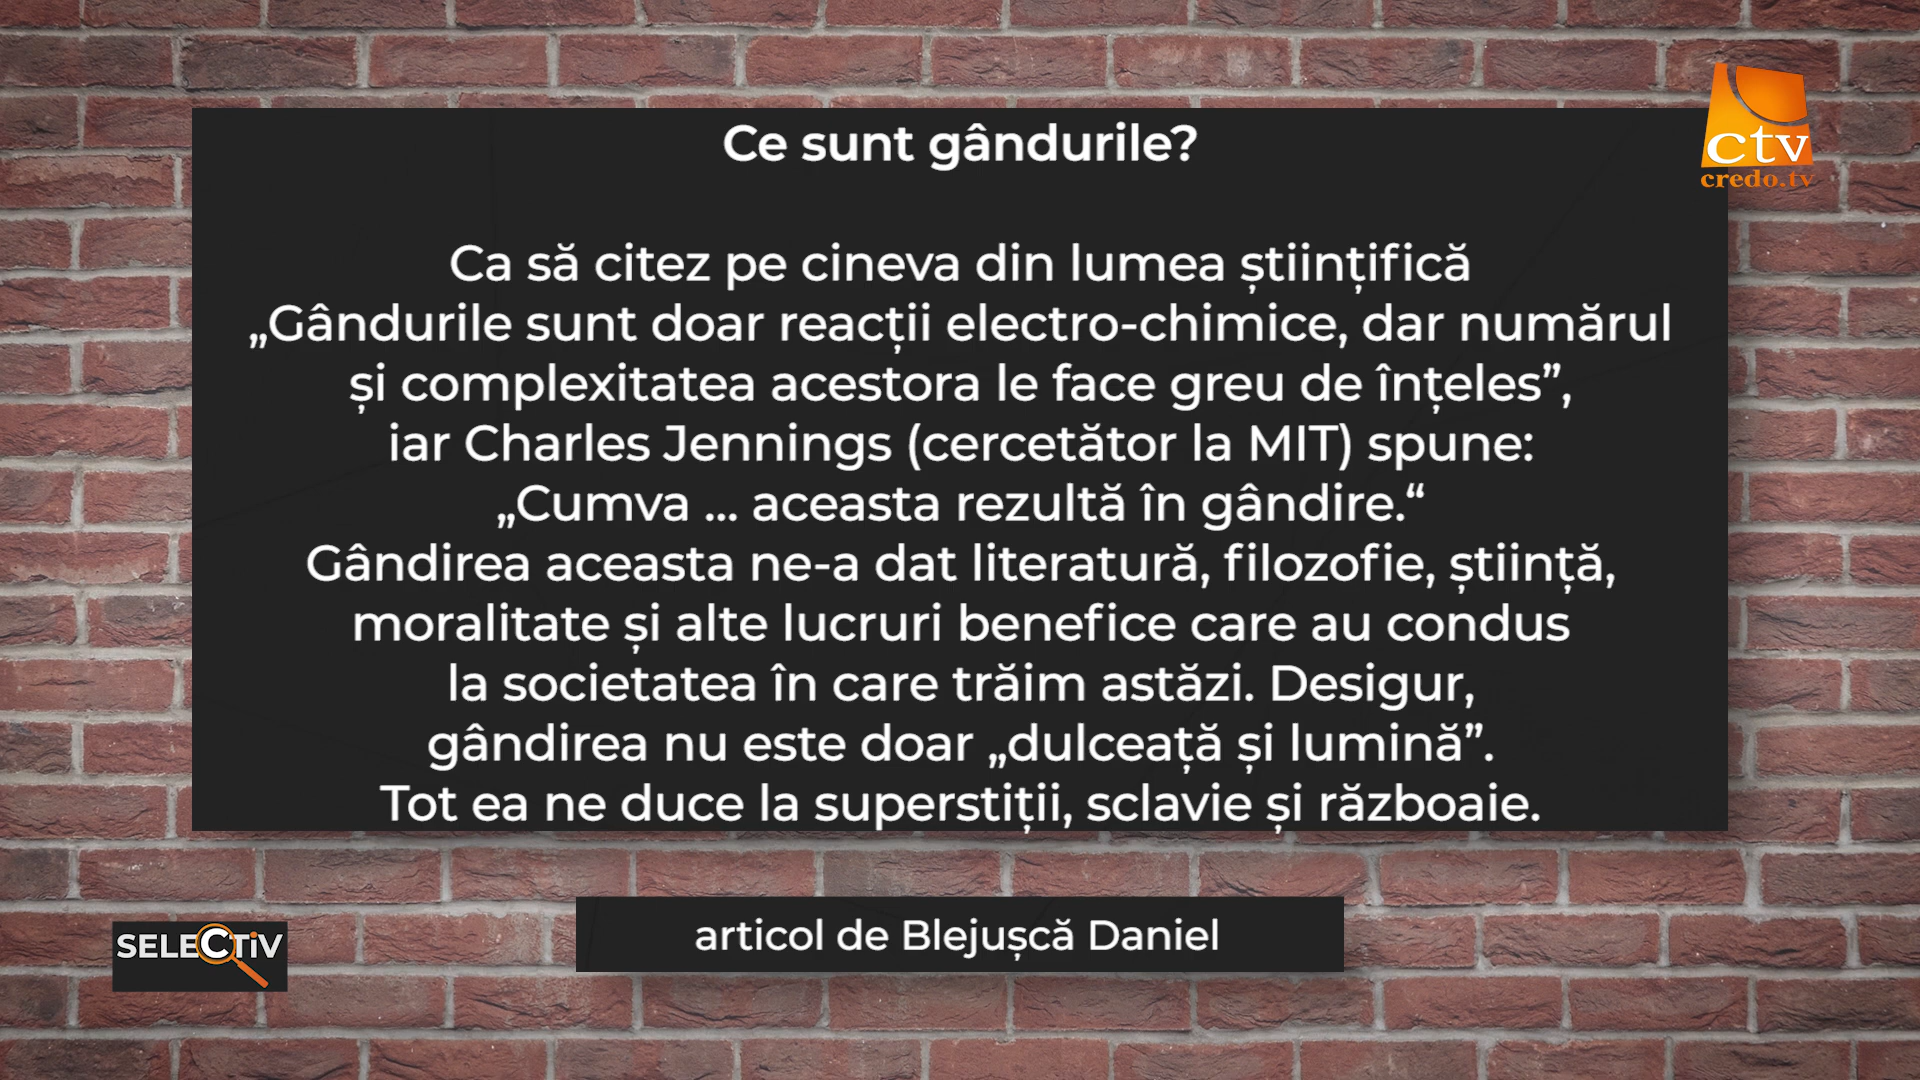 Ce sunt gândurile?
Ca să citez pe cineva din lumea științifică
„Gândurile sunt doar reacții electro-chimice, dar numărul
și complexitatea acestora le face greu de înțeles”,
iar Charles Jennings (cercetător la MIT) spune:
„Cumva ... aceasta rezultă în gândire.“
Gândirea aceasta ne-a dat literatură, filozofie, știință,
moralitate și alte lucruri benefice care au condus
la societatea în care trăim astăzi. Desigur,
gândirea nu este doar „dulceață și lumină”.
Tot ea ne duce la superstiții, sclavie și războaie.
articol de Blejușcă Daniel
ctv
credo.tv
SELECTiV